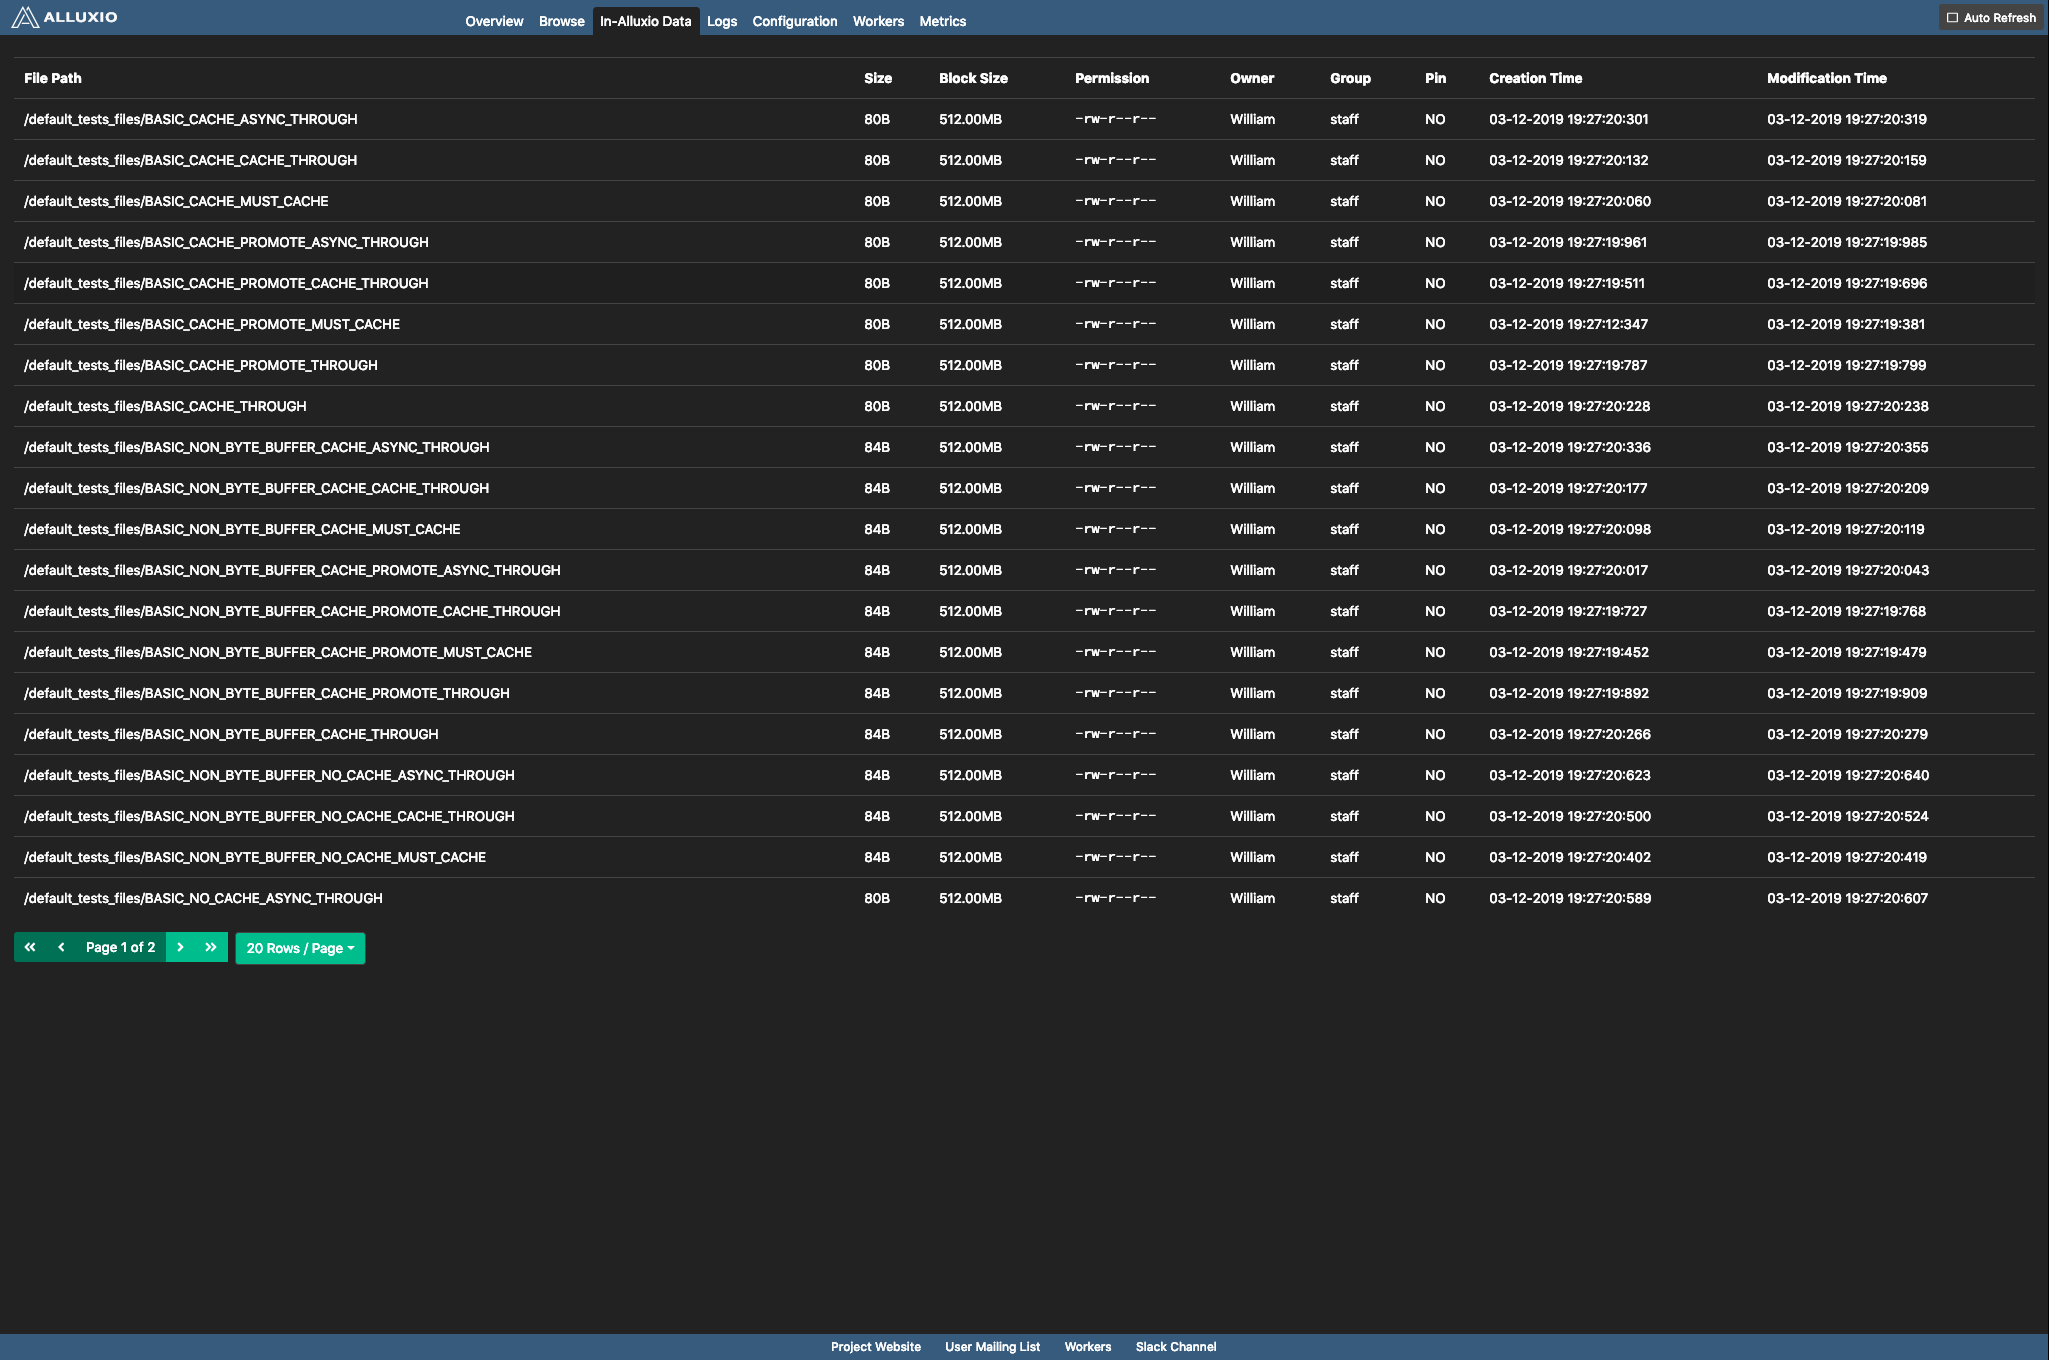 ALLUXIO Overview Browse In-Alluxio Data Logs Configuration Workers Metrics Auto Refresh
File Path Size Block Size Permission Owner Group Pin Creation Time Modification Time
/default_tests_files/BASIC_CACHE_ASYNC_THROUGH 80B 512.00MB -rw-r--r-- William staff NO 03-12-2019 19:27:20:301 03-12-2019 19:27:20:319
/default_tests_files/BASIC_CACHE_CACHE_THROUGH 80B 512.00MB -rw-r--r-- William staff NO 03-12-2019 19:27:20:132 03-12-2019 19:27:20:159
/default_tests_files/BASIC_CACHE_MUST_CACHE 80B 512.00MB -rw-r--r-- William staff NO 03-12-2019 19:27:20:060 03-12-2019 19:27:20:081
/default_tests_files/BASIC_CACHE_PROMOTE_ASYNC_THROUGH 80B 512.00MB -rw-r--r-- William staff NO 03-12-2019 19:27:19:961 03-12-2019 19:27:19:985
/default_tests_files/BASIC_CACHE_PROMOTE_CACHE_THROUGH 80B 512.00MB -rw-r--r-- William staff NO 03-12-2019 19:27:19:511 03-12-2019 19:27:19:696
/default_tests_files/BASIC_CACHE_PROMOTE_MUST_CACHE 80B 512.00MB -rw-r--r-- William staff NO 03-12-2019 19:27:12:347 03-12-2019 19:27:19:381
/default_tests_files/BASIC_CACHE_PROMOTE_THROUGH 80B 512.00MB -rw-r--r-- William staff NO 03-12-2019 19:27:19:787 03-12-2019 19:27:19:799
/default_tests_files/BASIC_CACHE_THROUGH 80B 512.00MB -rw-r--r-- William staff NO 03-12-2019 19:27:20:228 03-12-2019 19:27:20:238
/default_tests_files/BASIC_NON_BYTE_BUFFER_CACHE_ASYNC_THROUGH 84B 512.00MB -rw-r--r-- William staff NO 03-12-2019 19:27:20:336 03-12-2019 19:27:20:355
/default_tests_files/BASIC_NON_BYTE_BUFFER_CACHE_CACHE_THROUGH 84B 512.00MB -rw-r--r-- William staff NO 03-12-2019 19:27:20:177 03-12-2019 19:27:20:209
/default_tests_files/BASIC_NON_BYTE_BUFFER_CACHE_MUST_CACHE 84B 512.00MB -rw-r--r-- William staff NO 03-12-2019 19:27:20:098 03-12-2019 19:27:20:119
/default_tests_files/BASIC_NON_BYTE_BUFFER_CACHE_PROMOTE_ASYNC_THROUGH 84B 512.00MB -rw-r--r-- William staff NO 03-12-2019 19:27:20:017 03-12-2019 19:27:20:043
/default_tests_files/BASIC_NON_BYTE_BUFFER_CACHE_PROMOTE_CACHE_THROUGH 84B 512.00MB -rw-r--r-- William staff NO 03-12-2019 19:27:19:727 03-12-2019 19:27:19:768
/default_tests_files/BASIC_NON_BYTE_BUFFER_CACHE_PROMOTE_MUST_CACHE 84B 512.00MB -rw-r--r-- William staff NO 03-12-2019 19:27:19:452 03-12-2019 19:27:19:479
/default_tests_files/BASIC_NON_BYTE_BUFFER_CACHE_PROMOTE_THROUGH 84B 512.00MB -rw-r--r-- William staff NO 03-12-2019 19:27:19:892 03-12-2019 19:27:19:909
/default_tests_files/BASIC_NON_BYTE_BUFFER_CACHE_THROUGH 84B 512.00MB -rw-r--r-- William staff NO 03-12-2019 19:27:20:266 03-12-2019 19:27:20:279
/default_tests_files/BASIC_NON_BYTE_BUFFER_NO_CACHE_ASYNC_THROUGH 84B 512.00MB -rw-r--r-- William staff NO 03-12-2019 19:27:20:623 03-12-2019 19:27:20:640
/default_tests_files/BASIC_NON_BYTE_BUFFER_NO_CACHE_CACHE_THROUGH 84B 512.00MB -rw-r--r-- William staff NO 03-12-2019 19:27:20:500 03-12-2019 19:27:20:524
/default_tests_files/BASIC_NON_BYTE_BUFFER_NO_CACHE_MUST_CACHE 84B 512.00MB -rw-r--r-- William staff NO 03-12-2019 19:27:20:402 03-12-2019 19:27:20:419
/default_tests_files/BASIC_NO_CACHE_ASYNC_THROUGH 80B 512.00MB -rw-r--r-- William staff NO 03-12-2019 19:27:20:589 03-12-2019 19:27:20:607
Page 1 of 2 20 Rows / Page
Project Website User Mailing List Workers Slack Channel